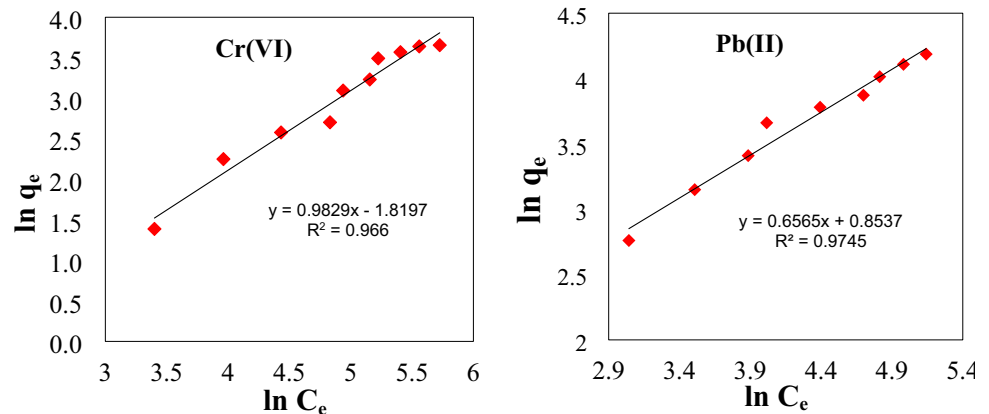 Cr(VI)
ln qe
4.0
3.5
3.0
2.5
2.0
1.5
1.0
0.5
0.0
y = 0.9829x - 1.8197
R² = 0.966
3 3.5 4 4.5 5 5.5 6
ln Ce
Pb(II)
ln qe
4.5
4
3.5
3
2.5
2
y = 0.6565x + 0.8537
R² = 0.9745
2.9 3.4 3.9 4.4 4.9 5.4
ln Ce